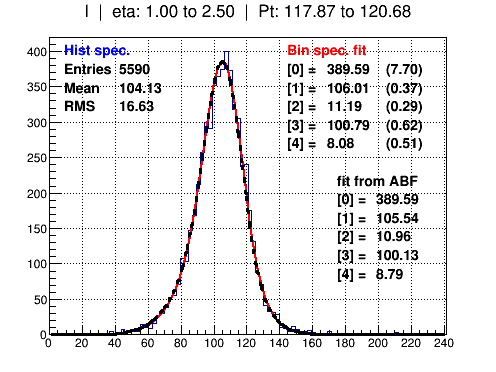 I | eta: 1.00 to 2.50 | Pt: 117.87 to 120.68
Hist spec.
Entries 5590
Mean 104.13
RMS 16.63
Bin spec. fit
[0] = 389.59 (7.70)
[1] = 106.01 (0.37)
[2] = 11.19 (0.29)
[3] = 100.79 (0.62)
[4] = 8.08 (0.51)
fit from ABF
[0] = 389.59
[1] = 105.54
[2] = 10.96
[3] = 100.13
[4] = 8.79
400
350
300
250
200
150
100
50
0
0 20 40 60 80 100 120 140 160 180 200 220 240